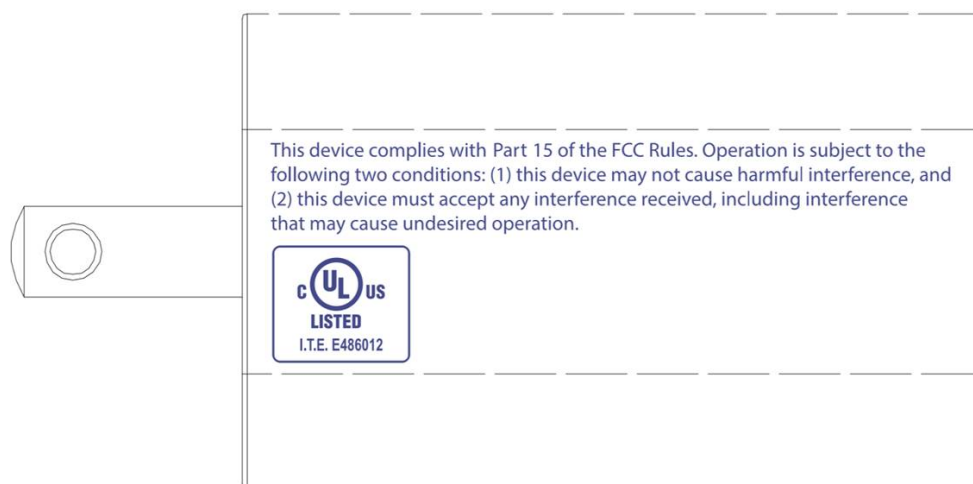 This device complies with Part 15 of the FCC Rules. Operation is subject to the
following two conditions: (1) this device may not cause harmful interference, and
(2) this device must accept any interference received, including interference
that may cause undesired operation.
C UL US
LISTED
I.T.E. E486012